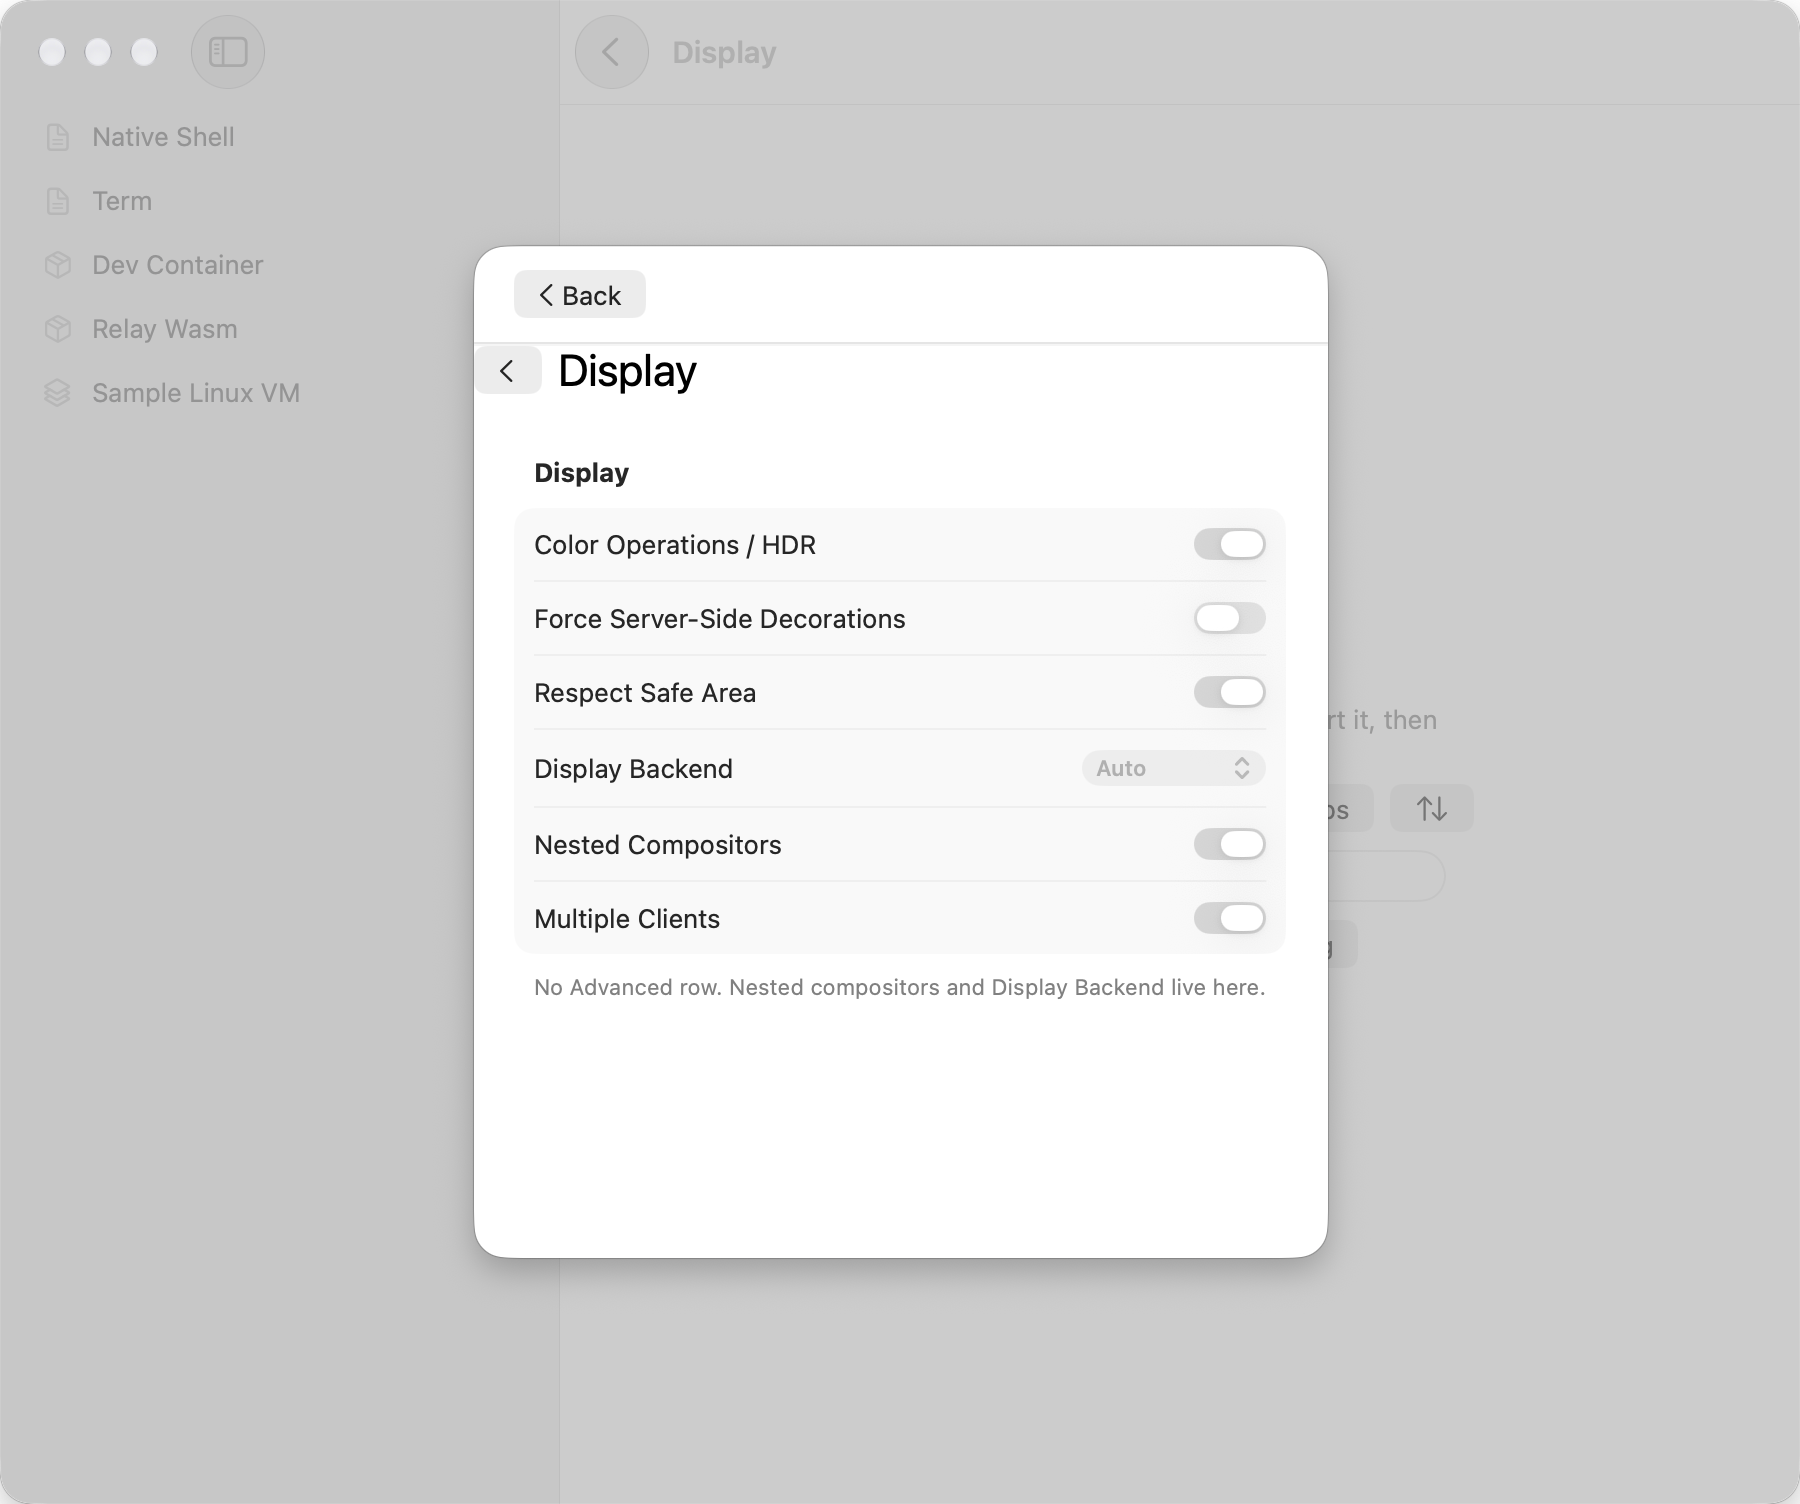 Display
Native Shell
Term
Dev Container
Relay Wasm
Sample Linux VM
Back
Display
Display
Color Operations / HDR
Force Server-Side Decorations
Respect Safe Area
Display Backend
Auto
Nested Compositors
Multiple Clients
No Advanced row. Nested compositors and Display Backend live here.
it, then